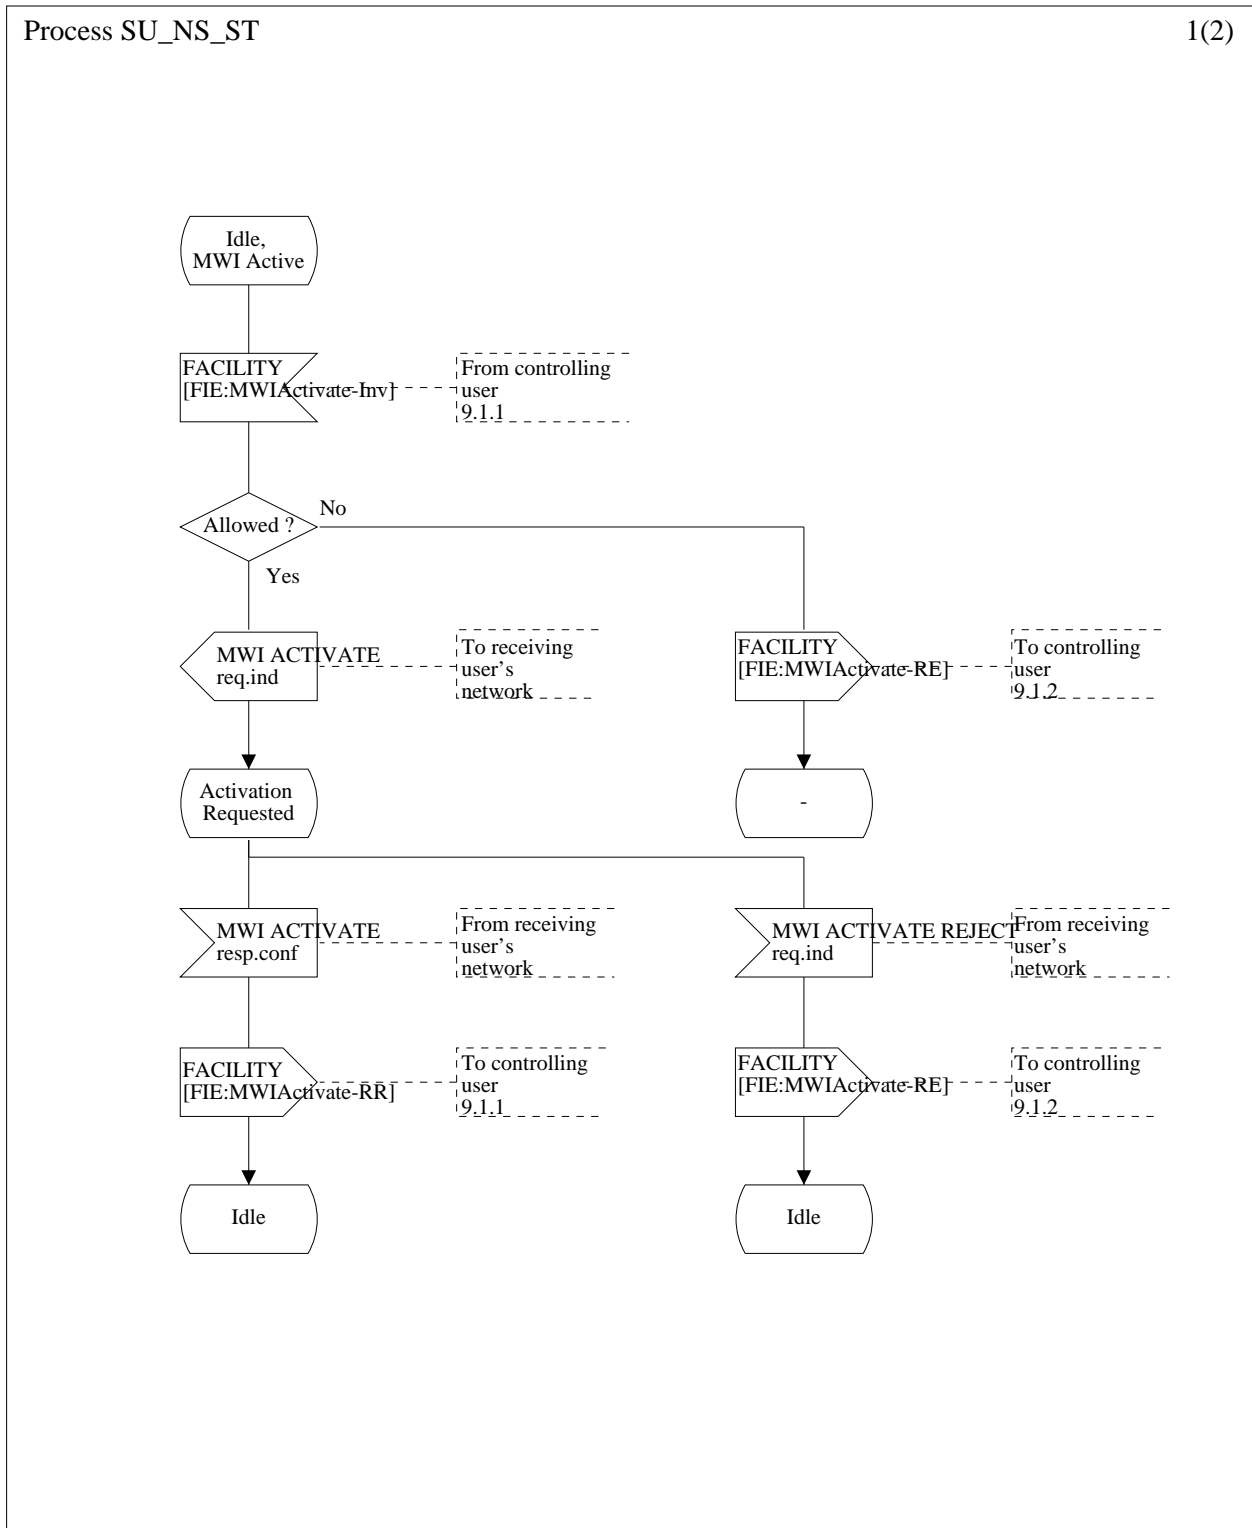 Process SU_NS_ST
1(2)
Idle,
MWI Active
FACILITY
[FIE:MWIActivate-Inv]
From controlling
user
9.1.1
Allowed ?
No
Yes
MWI ACTIVATE
req.ind
To receiving
user's
network
FACILITY
[FIE:MWIActivate-RE]
To controlling
user
9.1.2
Activation
Requested
-
MWI ACTIVATE
resp.conf
From receiving
user's
network
MWI ACTIVATE REJECT
req.ind
From receiving
user's
network
FACILITY
[FIE:MWIActivate-RR]
To controlling
user
9.1.1
FACILITY
[FIE:MWIActivate-RE]
To controlling
user
9.1.2
Idle
Idle